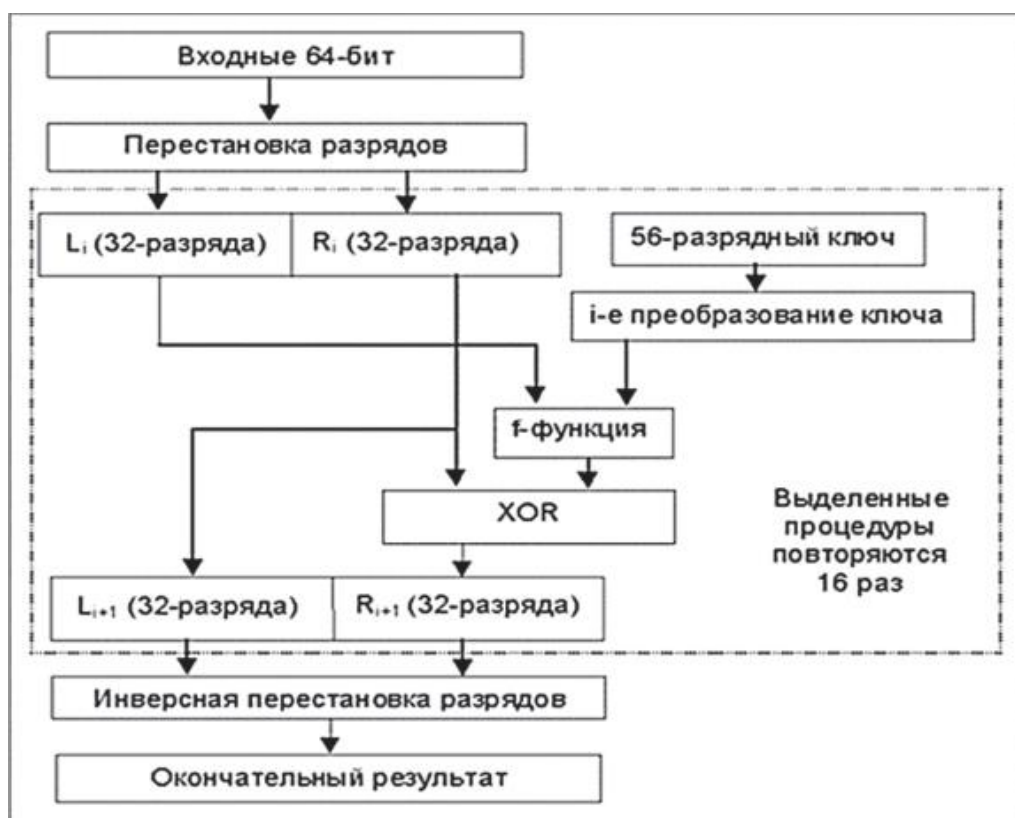 Входные 64-бит
Перестановка разрядов
Lᵢ (32-разряда)
Rᵢ (32-разряда)
56-разрядный ключ
i-е преобразование ключа
f-функция
XOR
Выделенные
процедуры
повторяются
16 раз
Lᵢ₊₁ (32-разряда)
Rᵢ₊₁ (32-разряда)
Инверсная перестановка разрядов
Окончательный результат